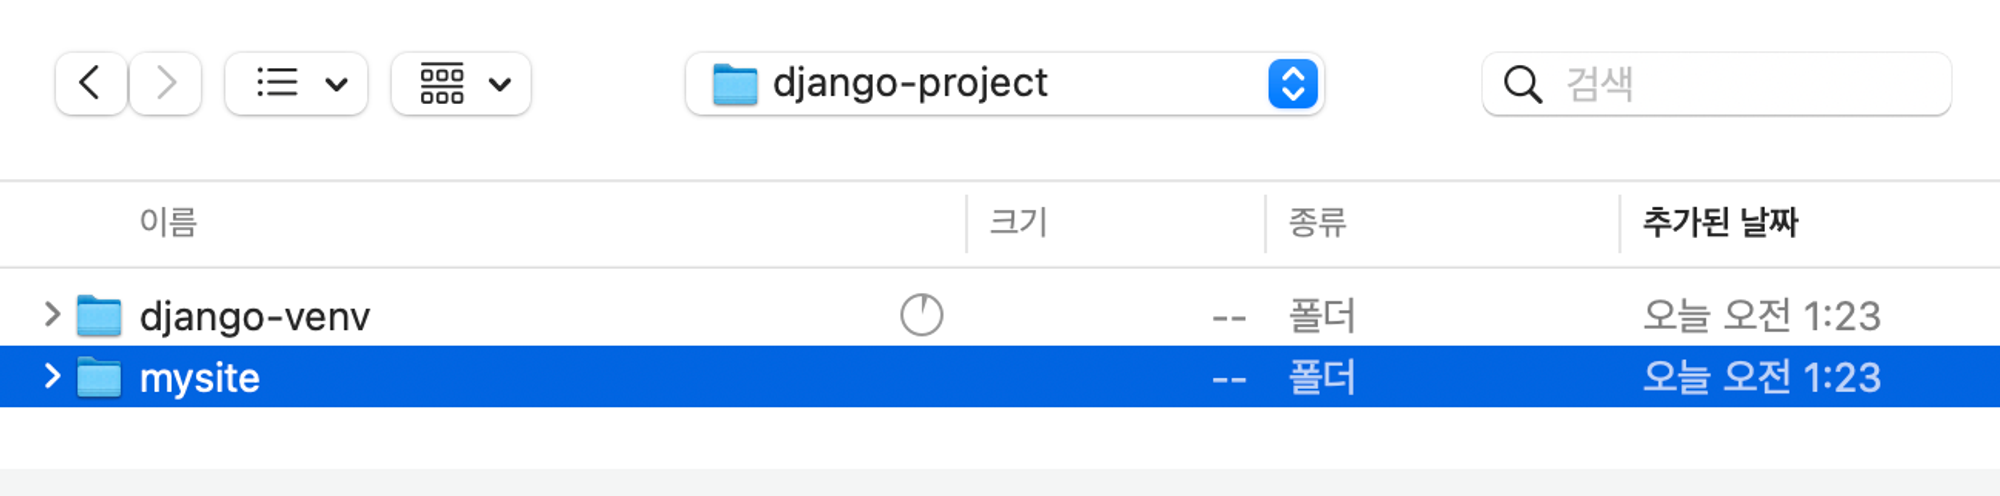 django-project
검색
이름 크기 종류 추가된 날짜
django-venv -- 폴더 오늘 오전 1:23
mysite -- 폴더 오늘 오전 1:23